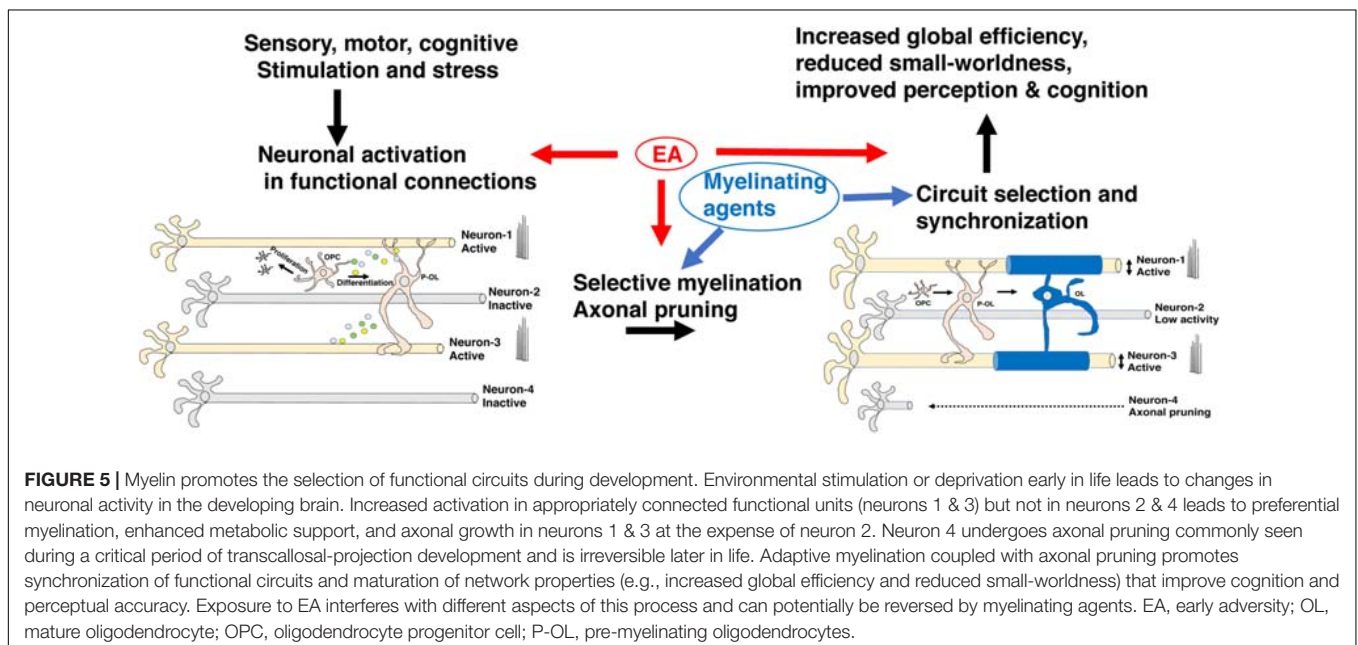 Sensory, motor, cognitive
Stimulation and stress
Increased global efficiency,
reduced small-worldness,
improved perception & cognition
Neuronal activation
in functional connections
EA
Myelinating
agents
Circuit selection and
synchronization
Selective myelination
Axonal pruning
Neuron-1
Active
Proliferation
OPC
Differentiation
P-OL
Neuron-2
Inactive
Neuron-3
Active
Neuron-4
Inactive
Neuron-1
Active
OPC
P-OL
OL
Neuron-2
Low activity
Neuron-3
Active
Neuron-4
Axonal pruning
FIGURE 5 | Myelin promotes the selection of functional circuits during development. Environmental stimulation or deprivation early in life leads to changes in
neuronal activity in the developing brain. Increased activation in appropriately connected functional units (neurons 1 & 3) but not in neurons 2 & 4 leads to preferential
myelination, enhanced metabolic support, and axonal growth in neurons 1 & 3 at the expense of neuron 2. Neuron 4 undergoes axonal pruning commonly seen
during a critical period of transcallosal-projection development and is irreversible later in life. Adaptive myelination coupled with axonal pruning promotes
synchronization of functional circuits and maturation of network properties (e.g., increased global efficiency and reduced small-worldness) that improve cognition and
perceptual accuracy. Exposure to EA interferes with different aspects of this process and can potentially be reversed by myelinating agents. EA, early adversity; OL,
mature oligodendrocyte; OPC, oligodendrocyte progenitor cell; P-OL, pre-myelinating oligodendrocytes.